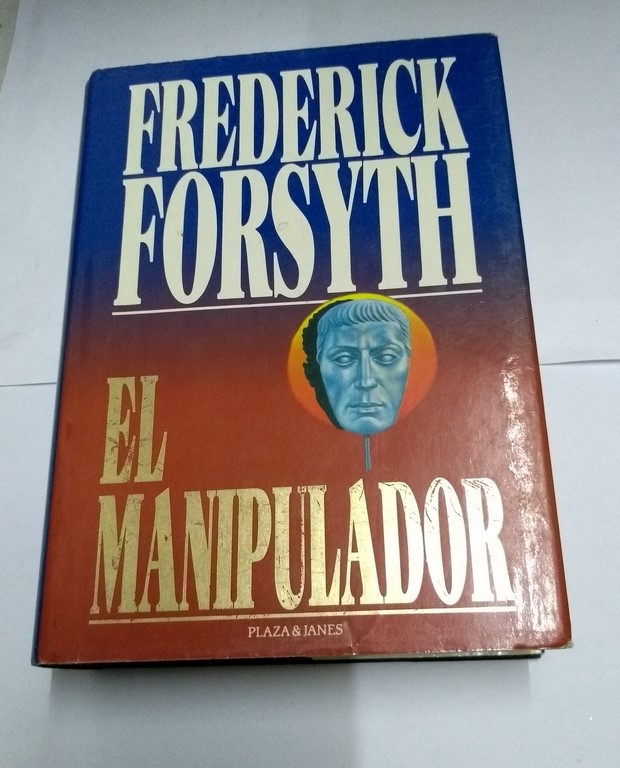 FREDERICK
FORSYTH
EL
MANIPULADOR
PLAZA & JANES